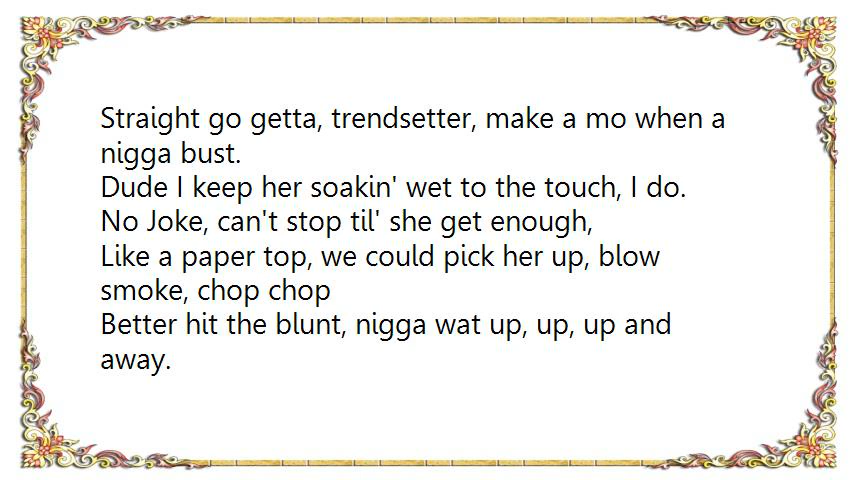 Straight go getta, trendsetter, make a mo when a
nigga bust.
Dude I keep her soakin' wet to the touch, I do.
No Joke, can't stop til' she get enough,
Like a paper top, we could pick her up, blow
smoke, chop chop
Better hit the blunt, nigga wat up, up, up and
away.